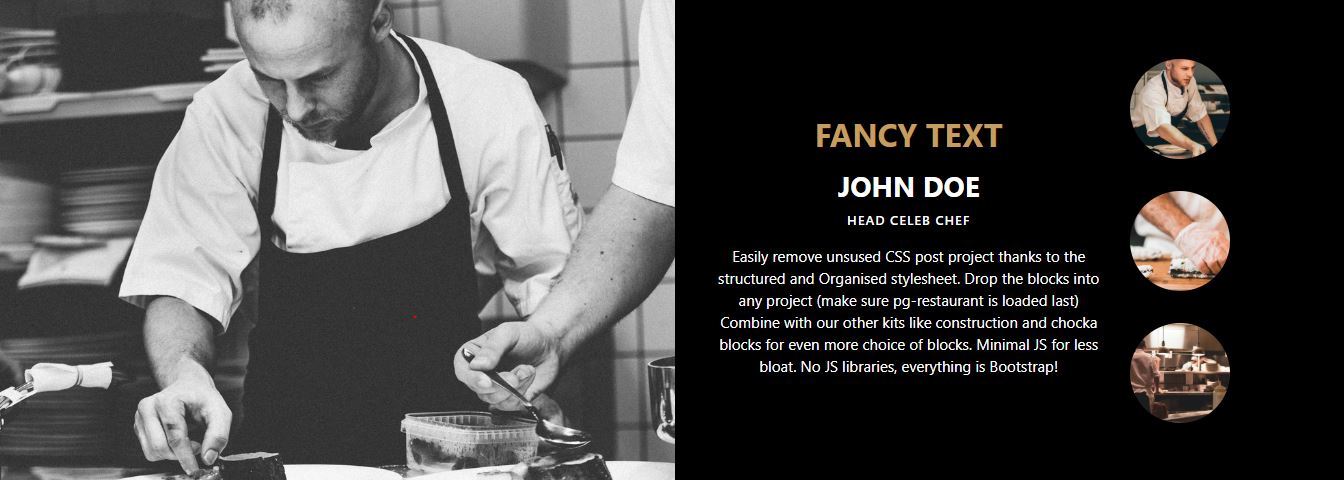 FANCY TEXT
JOHN DOE
HEAD CELEB CHEF
Easily remove unsused CSS post project thanks to the
structured and Organised stylesheet. Drop the blocks into
any project (make sure pg-restaurant is loaded last)
Combine with our other kits like construction and chocka
blocks for even more choice of blocks. Minimal JS for less
bloat. No JS libraries, everything is Bootstrap!